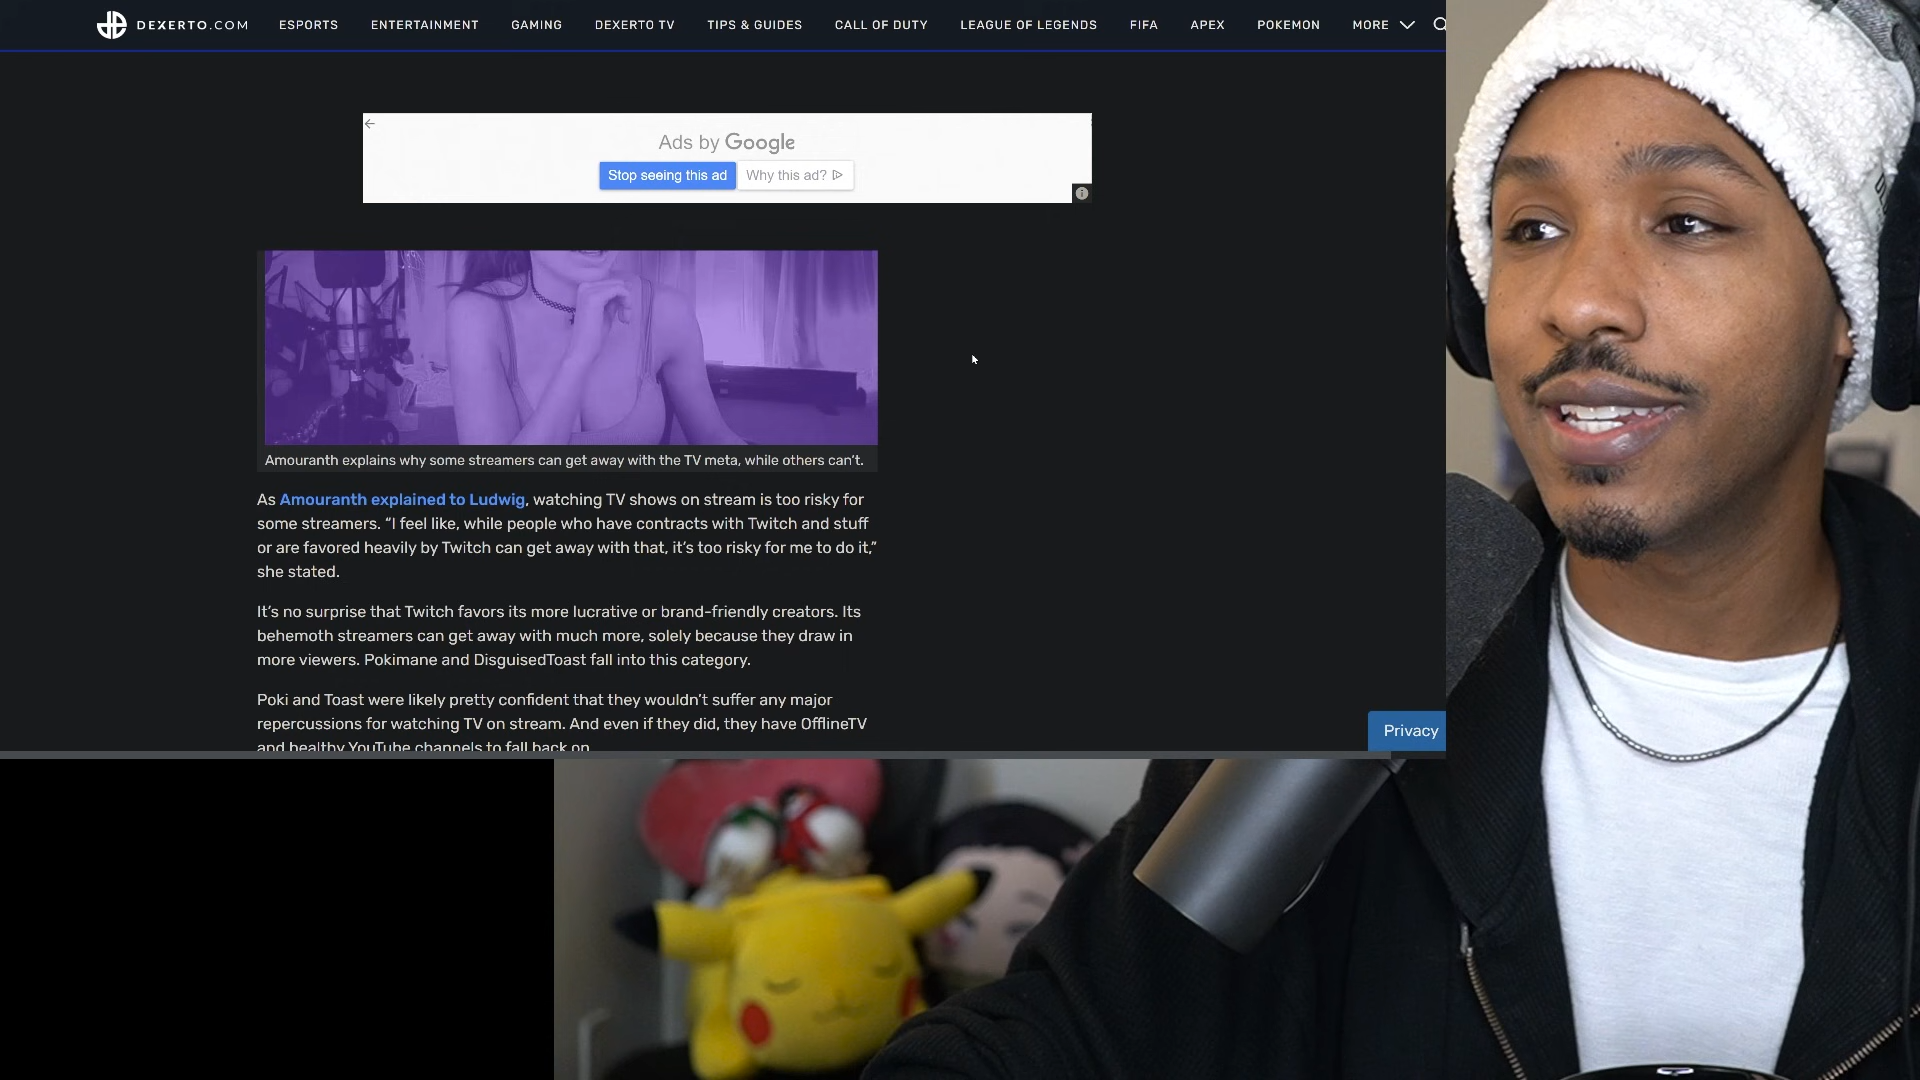 DEXERTO.COM ESPORTS ENTERTAINMENT GAMING DEXERTO TV TIPS & GUIDES CALL OF DUTY LEAGUE OF LEGENDS FIFA APEX POKEMON MORE
Ads by Google
Stop seeing this ad Why this ad?
Amouranth explains why some streamers can get away with the TV meta, while others can't.
As Amouranth explained to Ludwig, watching TV shows on stream is too risky for
some streamers. “I feel like, while people who have contracts with Twitch and stuff
or are favored heavily by Twitch can get away with that, it’s too risky for me to do it,”
she stated.
It’s no surprise that Twitch favors its more lucrative or brand-friendly creators. Its
behemoth streamers can get away with much more, solely because they draw in
more viewers. Pokimane and DisguisedToast fall into this category.
Poki and Toast were likely pretty confident that they wouldn’t suffer any major
repercussions for watching TV on stream. And even if they did, they have OfflineTV
and healthy YouTube channels to fall back on
Privacy